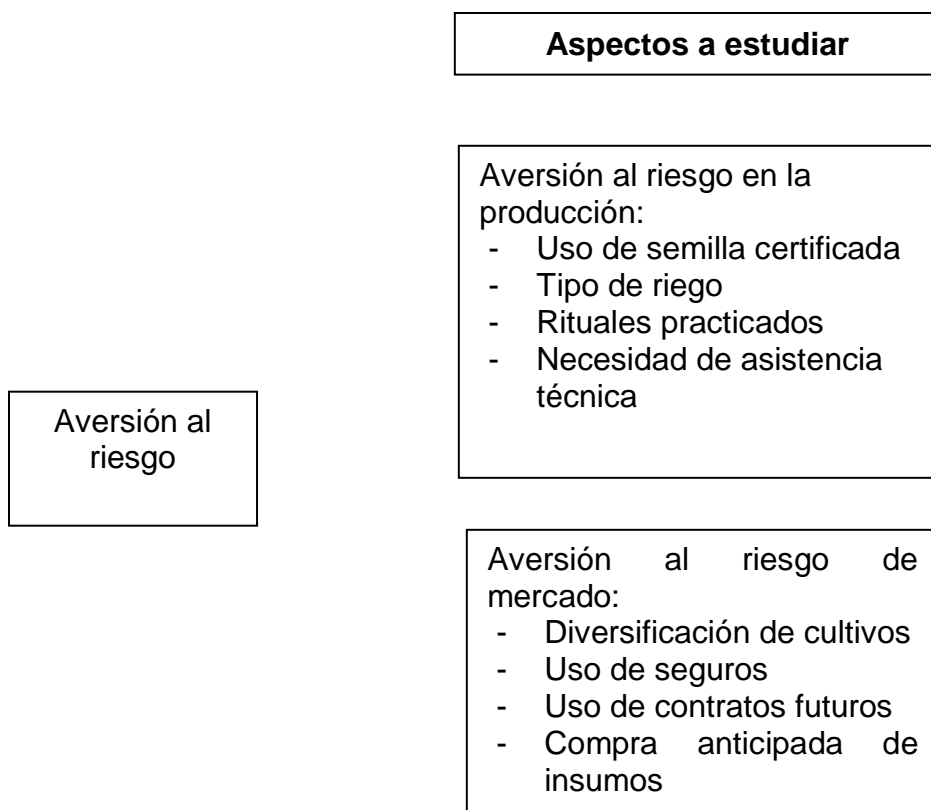 Aspectos a estudiar
Aversión al riesgo en la
producción:
- Uso de semilla certificada
- Tipo de riego
- Rituales practicados
- Necesidad de asistencia
técnica
Aversión al
riesgo
Aversión al riesgo de
mercado:
- Diversificación de cultivos
- Uso de seguros
- Uso de contratos futuros
- Compra anticipada de
insumos